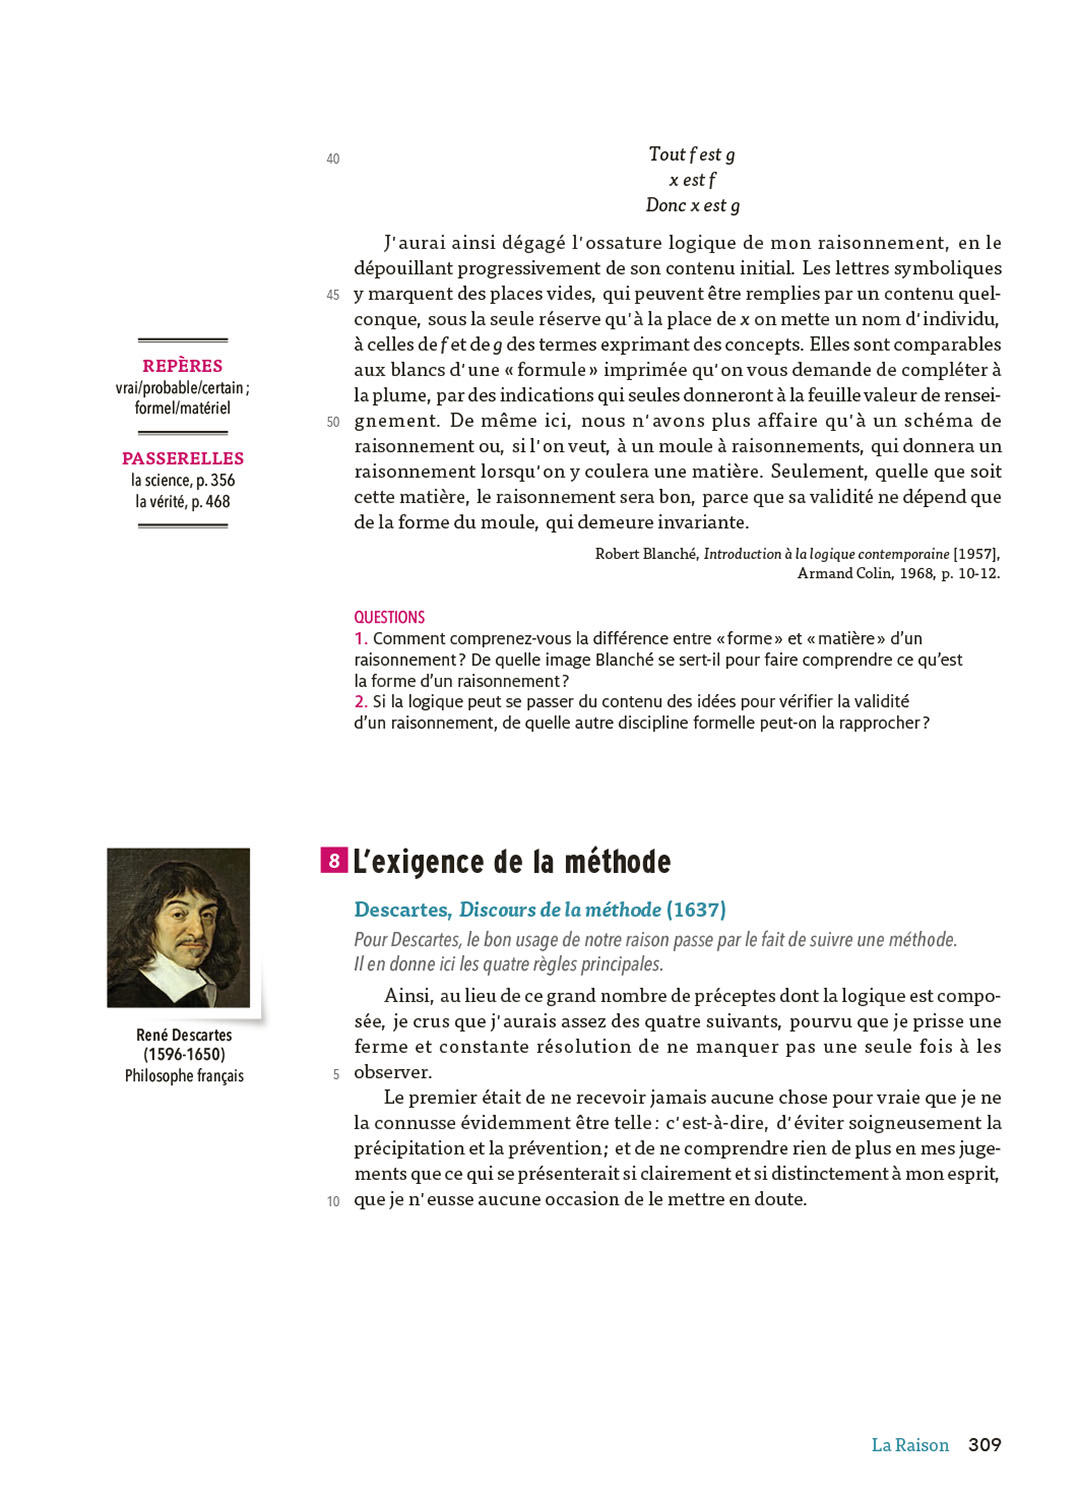 40
Tout f est g
x est f
Donc x est g
J'aurai ainsi dégagé l'ossature logique de mon raisonnement, en le
dépouillant progressivement de son contenu initial. Les lettres symboliques
45 y marquent des places vides, qui peuvent être remplies par un contenu quel-
conque, sous la seule réserve qu'à la place de x on mette un nom d'individu,
à celles de f et de g des termes exprimant des concepts. Elles sont comparables
aux blancs d'une « formule » imprimée qu'on vous demande de compléter à
la plume, par des indications qui seules donneront à la feuille valeur de rensei-
50 gnement. De même ici, nous n'avons plus affaire qu'à un schéma de
raisonnement ou, si l'on veut, à un moule à raisonnements, qui donnera un
raisonnement lorsqu'on y coulera une matière. Seulement, quelle que soit
cette matière, le raisonnement sera bon, parce que sa validité ne dépend que
de la forme du moule, qui demeure invariante.
Robert Blanché, Introduction à la logique contemporaine [1957],
Armand Colin, 1968, p. 10-12.
REPÈRES
vrai/probable/certain ;
formel/matériel
PASSERELLES
la science, p. 356
la vérité, p. 468
QUESTIONS
1. Comment comprenez-vous la différence entre « forme » et « matière » d'un
raisonnement ? De quelle image Blanché se sert-il pour faire comprendre ce qu'est
la forme d'un raisonnement ?
2. Si la logique peut se passer du contenu des idées pour vérifier la validité
d'un raisonnement, de quelle autre discipline formelle peut-on la rapprocher ?
8 L'exigence de la méthode
Descartes, Discours de la méthode (1637)
Pour Descartes, le bon usage de notre raison passe par le fait de suivre une méthode.
Il en donne ici les quatre règles principales.
Ainsi, au lieu de ce grand nombre de préceptes dont la logique est compo-
sée, je crus que j'aurais assez des quatre suivants, pourvu que je prisse une
ferme et constante résolution de ne manquer pas une seule fois à les
5 observer.
Le premier était de ne recevoir jamais aucune chose pour vraie que je ne
la connusse évidemment être telle : c'est-à-dire, d'éviter soigneusement la
précipitation et la prévention ; et de ne comprendre rien de plus en mes juge-
ments que ce qui se présenterait si clairement et si distinctement à mon esprit,
10 que je n'eusse aucune occasion de le mettre en doute.
René Descartes
(1596-1650)
Philosophe français
La Raison 309